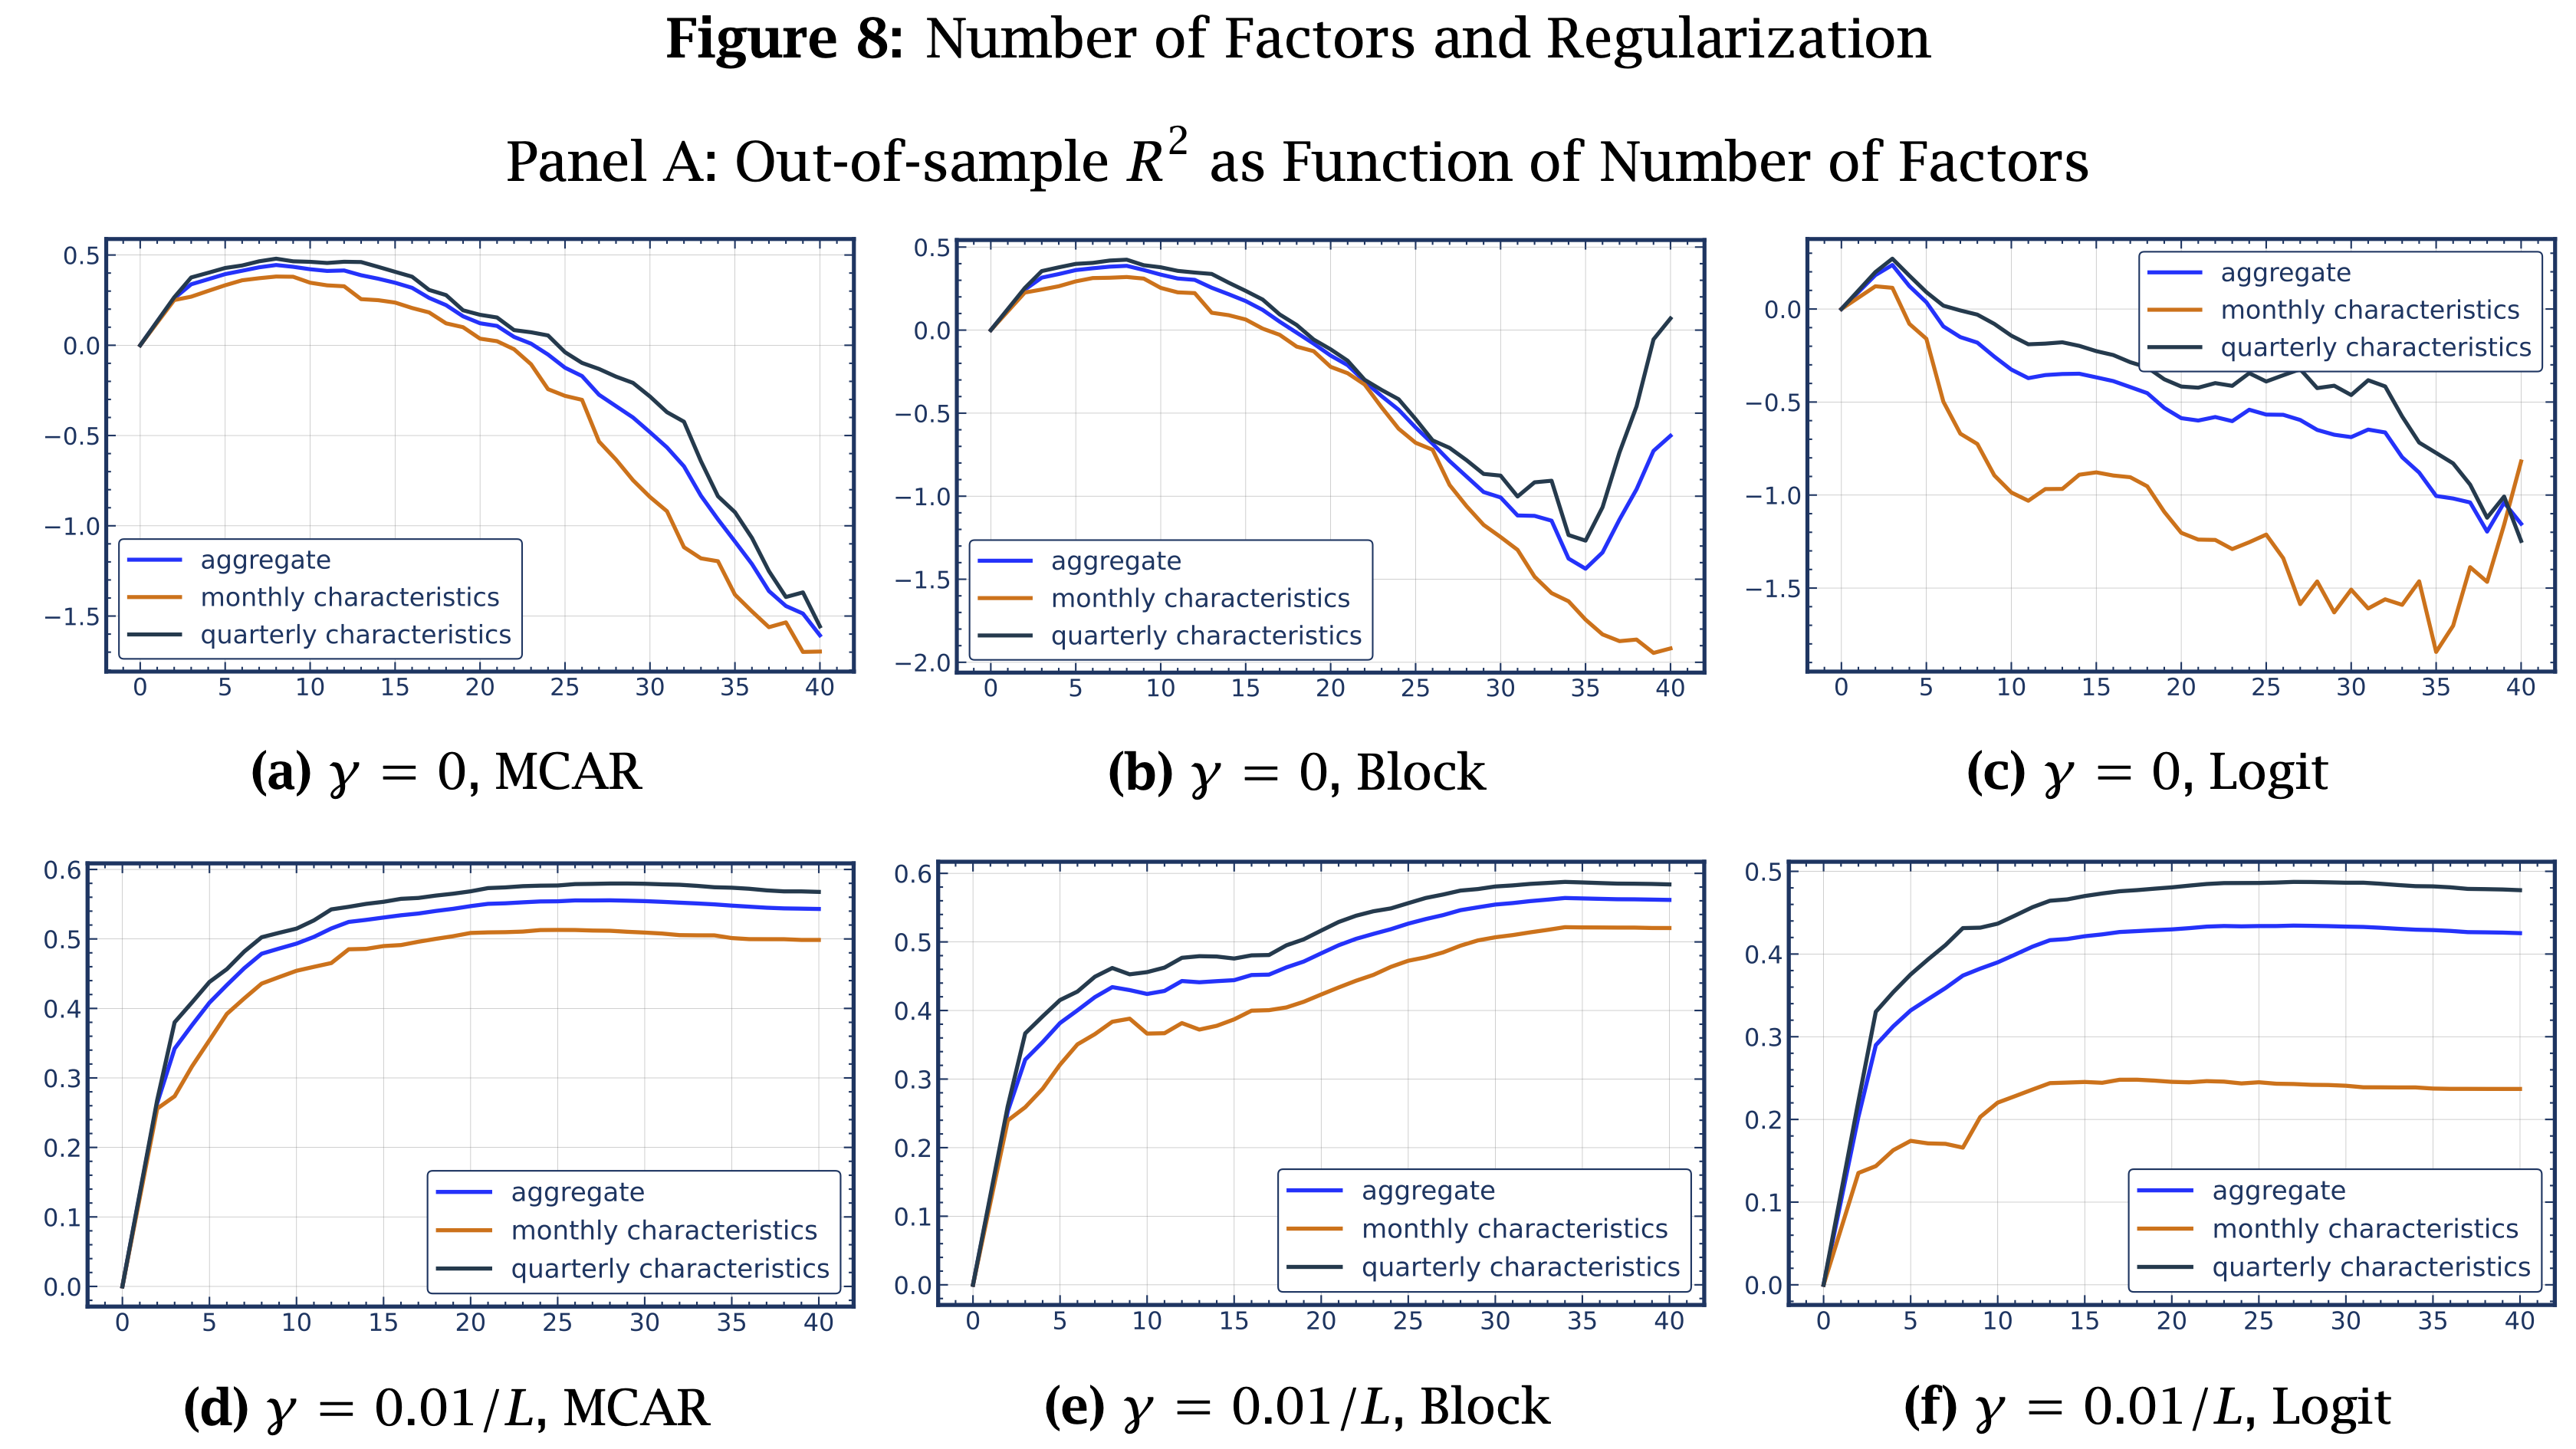 Figure 8: Number of Factors and Regularization
Panel A: Out-of-sample R² as Function of Number of Factors
0.5
0.0
−0.5
−1.0
−1.5
aggregate
monthly characteristics
quarterly characteristics
0 5 10 15 20 25 30 35 40
(a) γ = 0, MCAR
0.5
0.0
−0.5
−1.0
−1.5
−2.0
aggregate
monthly characteristics
quarterly characteristics
0 5 10 15 20 25 30 35 40
(b) γ = 0, Block
0.0
−0.5
−1.0
−1.5
aggregate
monthly characteristics
quarterly characteristics
0 5 10 15 20 25 30 35 40
(c) γ = 0, Logit
0.6
0.5
0.4
0.3
0.2
0.1
0.0
aggregate
monthly characteristics
quarterly characteristics
0 5 10 15 20 25 30 35 40
(d) γ = 0.01/L, MCAR
0.6
0.5
0.4
0.3
0.2
0.1
0.0
aggregate
monthly characteristics
quarterly characteristics
0 5 10 15 20 25 30 35 40
(e) γ = 0.01/L, Block
0.5
0.4
0.3
0.2
0.1
0.0
aggregate
monthly characteristics
quarterly characteristics
0 5 10 15 20 25 30 35 40
(f) γ = 0.01/L, Logit